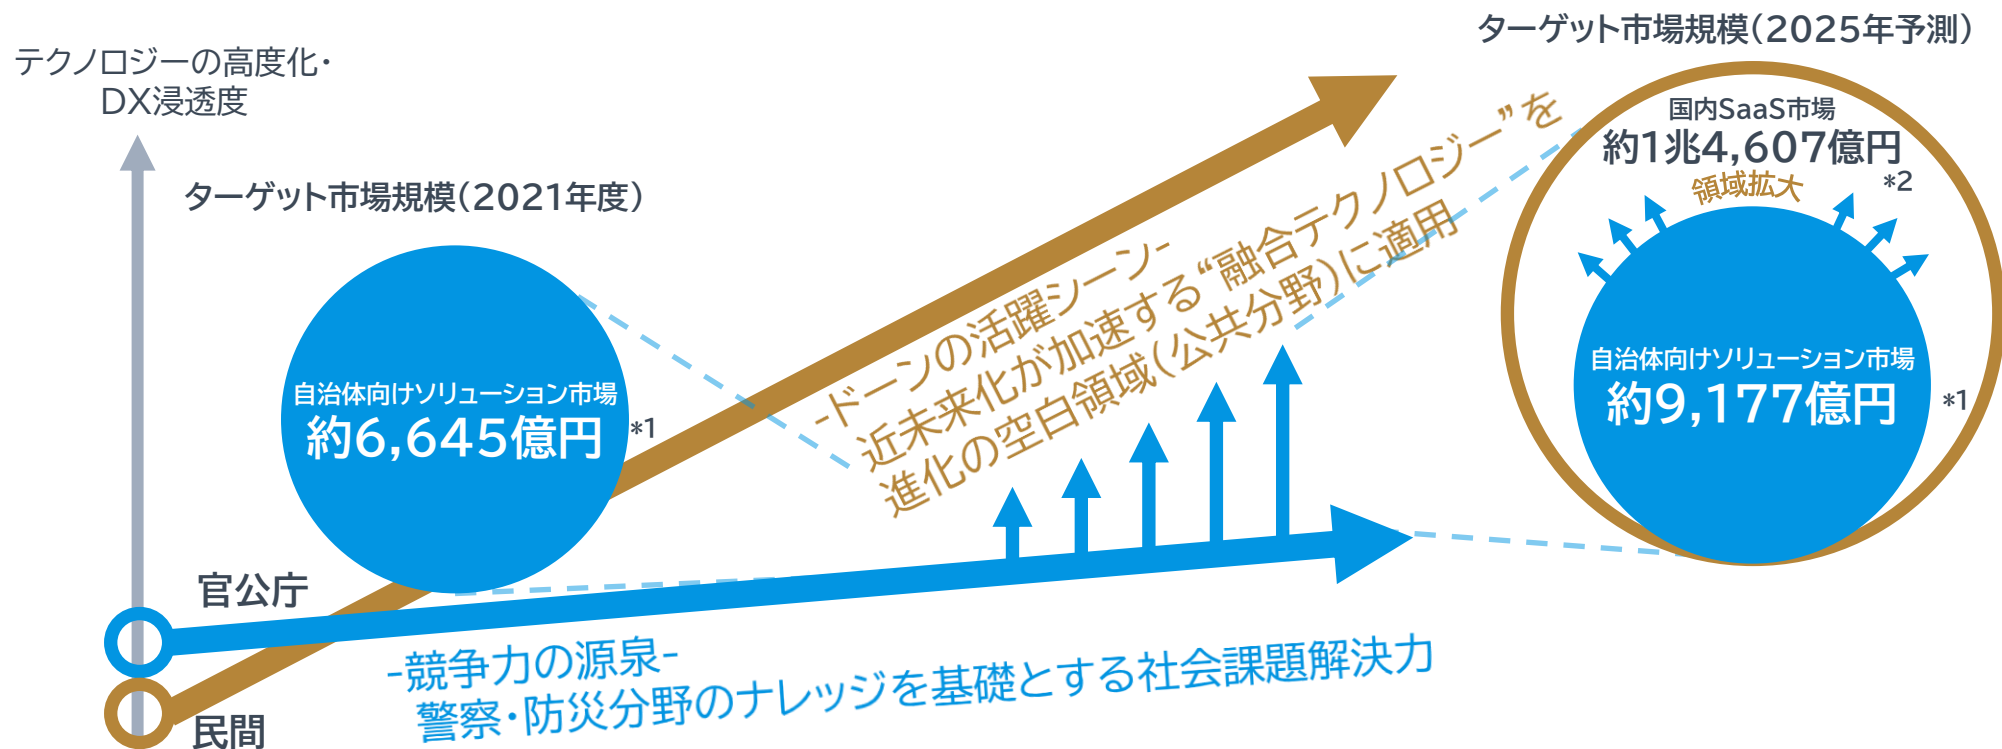 テクノロジーの高度化・
DX浸透度
ターゲット市場規模（2021年度）
自治体向けソリューション市場
約6,645億円
*1
官公庁
民間
-ドーンの活躍シーン-
近未来化が加速する“融合テクノロジー”を
進化の空白領域（公共分野）に適用
-競争力の源泉-
警察・防災分野のナレッジを基礎とする社会課題解決力
ターゲット市場規模（2025年予測）
国内SaaS市場
約1兆4,607億円
*2
領域拡大
自治体向けソリューション市場
約9,177億円
*1